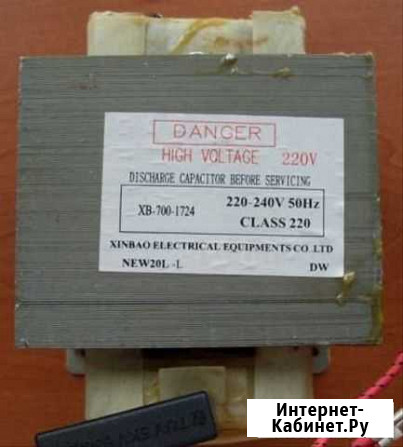 DANGER
HIGH VOLTAGE 220V
DISCHARGE CAPACITOR BEFORE SERVICING
XB-700-1724
220-240V 50Hz
CLASS 220
XINBAO ELECTRICAL EQUIPMENTS CO.LTD
NEW20L -L
DW
Интернет-
Кабинет.Ру